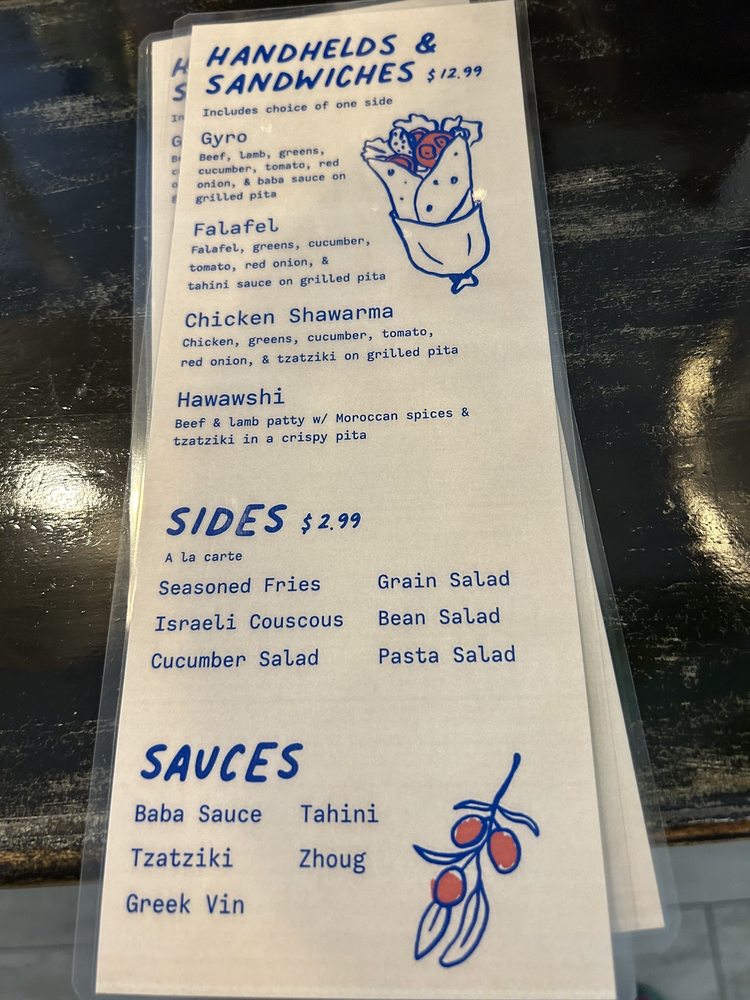 HANDHELDS &
SANDWICHES $12.99
Includes choice of one side
Gyro
Beef, lamb, greens,
cucumber, tomato, red
onion, & baba sauce on
grilled pita
Falafel
Falafel, greens, cucumber,
tomato, red onion, &
tahini sauce on grilled pita
Chicken Shawarma
Chicken, greens, cucumber, tomato,
red onion, & tzatziki on grilled pita
Hawawshi
Beef & lamb patty w/ Moroccan spices &
tzatziki in a crispy pita
SIDES $2.99
A la carte
Seasoned Fries
Israeli Couscous
Cucumber Salad
Grain Salad
Bean Salad
Pasta Salad
SAUCES
Baba Sauce
Tzatziki
Greek Vin
Tahini
Zhoug